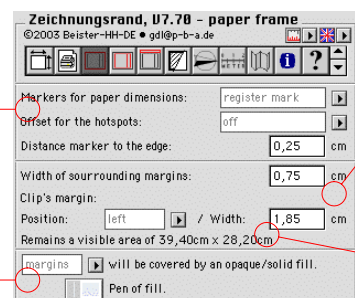 Zeichnungsrand, V7.70 - paper frame
©2003 Beister-HH-DE • gdl@p-b-a.de
METER
i ?
Markers for paper dimensions: register mark
Offset for the hotspots: off
Distance marker to the edge: 0,25 cm
Width of sourrounding margins: 0,75 cm
Clip's margin:
Position: left / Width: 1,85 cm
Remains a visible area of 39,40cm x 28,20cm
margins will be covered by an opaque/solid fill.
Pen of fill.